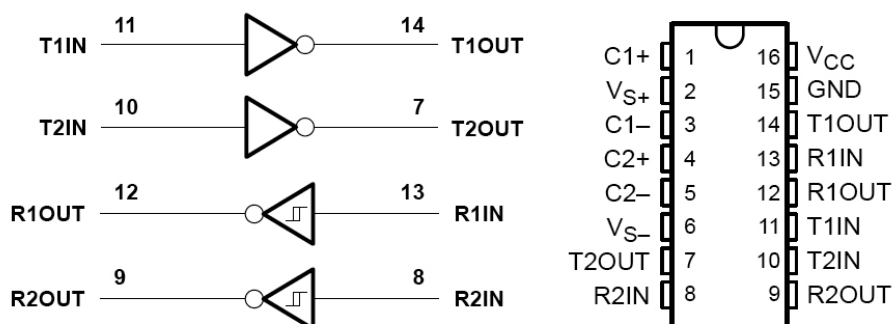 11 14
T1IN T1OUT
10 7
T2IN T2OUT
12 13
R1OUT R1IN
9 8
R2OUT R2IN
C1+ 1 16 VCC
VS+ 2 15 GND
C1– 3 14 T1OUT
C2+ 4 13 R1IN
C2– 5 12 R1OUT
VS– 6 11 T1IN
T2OUT 7 10 T2IN
R2IN 8 9 R2OUT